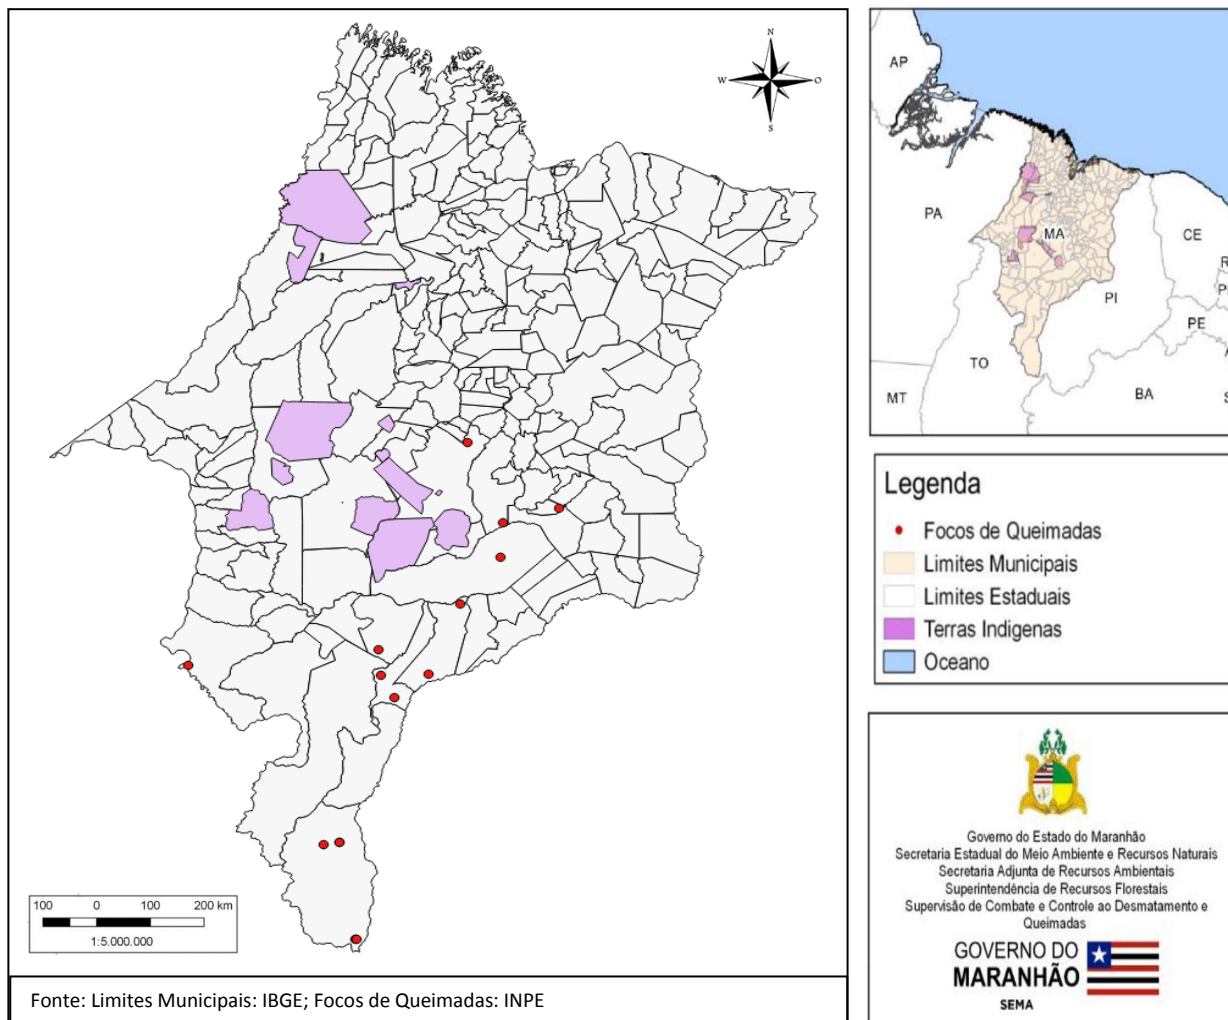 N
W
O
S
E
100 0 100 200 km
1:5.000.000
Fonte: Limites Municipais: IBGE; Focos de Queimadas: INPE
AP
PA
MA
CE
R
PI
P
PE
TO
A
BA
MT
S
Legenda
Focos de Queimadas
Limites Municipais
Limites Estaduais
Terras Indigenas
Oceano
Governo do Estado do Maranhão
Secretaria Estadual do Meio Ambiente e Recursos Naturais
Secretaria Adjunta de Recursos Ambientais
Superintendência de Recursos Florestais
Supervisão de Combate e Controle ao Desmatamento e
Queimadas
GOVERNO DO
MARANHÃO
SEMA